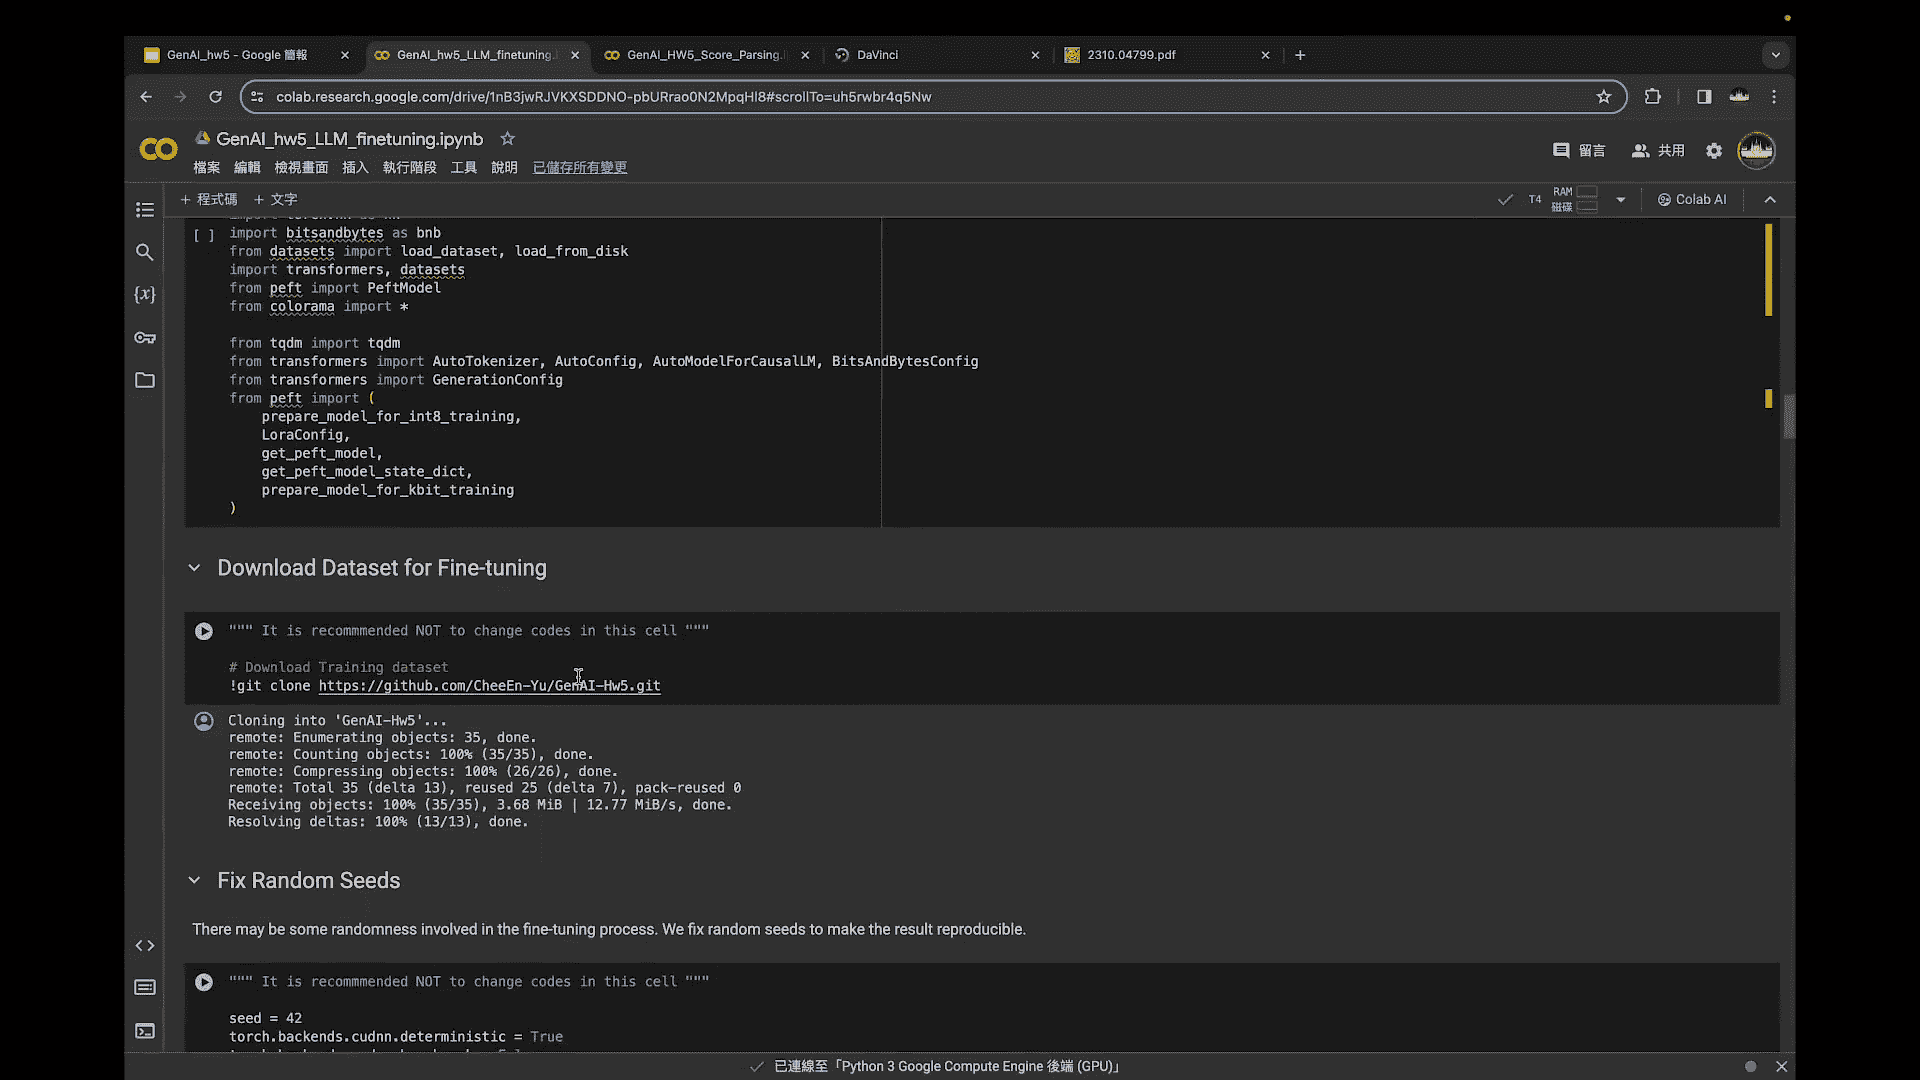 GenAI_hw5 - Google 簡報
GenAI_hw5_LLM_finetuning.
GenAI_HW5_Score_Parsing.i
DaVinci
2310.04799.pdf
colab.research.google.com/drive/1nB3jwRJVKXSDDNO-pbURrao0N2MpqHl8#scrollTo=uh5rwbr4q5Nw
GenAI_hw5_LLM_finetuning.ipynb
留言
共用
檔案 編輯 檢視畫面 插入 執行階段 工具 說明 已儲存所有變更
+ 程式碼 + 文字
T4
RAM
磁碟
Colab AI
[ ]
import bitsandbytes as bnb
from datasets import load_dataset, load_from_disk
import transformers, datasets
from peft import PeftModel
from colorama import *
from tqdm import tqdm
from transformers import AutoTokenizer, AutoConfig, AutoModelForCausalLM, BitsAndBytesConfig
from transformers import GenerationConfig
from peft import (
prepare_model_for_int8_training,
LoraConfig,
get_peft_model,
get_peft_model_state_dict,
prepare_model_for_kbit_training
)
Download Dataset for Fine-tuning
""" It is recommmended NOT to change codes in this cell """
# Download Training dataset
!git clone https://github.com/CheeEn-Yu/GenAI-Hw5.git
Cloning into 'GenAI-Hw5'...
remote: Enumerating objects: 35, done.
remote: Counting objects: 100% (35/35), done.
remote: Compressing objects: 100% (26/26), done.
remote: Total 35 (delta 13), reused 25 (delta 7), pack-reused 0
Receiving objects: 100% (35/35), 3.68 MiB | 12.77 MiB/s, done.
Resolving deltas: 100% (13/13), done.
Fix Random Seeds
There may be some randomness involved in the fine-tuning process. We fix random seeds to make the result reproducible.
""" It is recommmended NOT to change codes in this cell """
seed = 42
torch.backends.cudnn.deterministic = True
已連線至「Python 3 Google Compute Engine 後端 (GPU)」